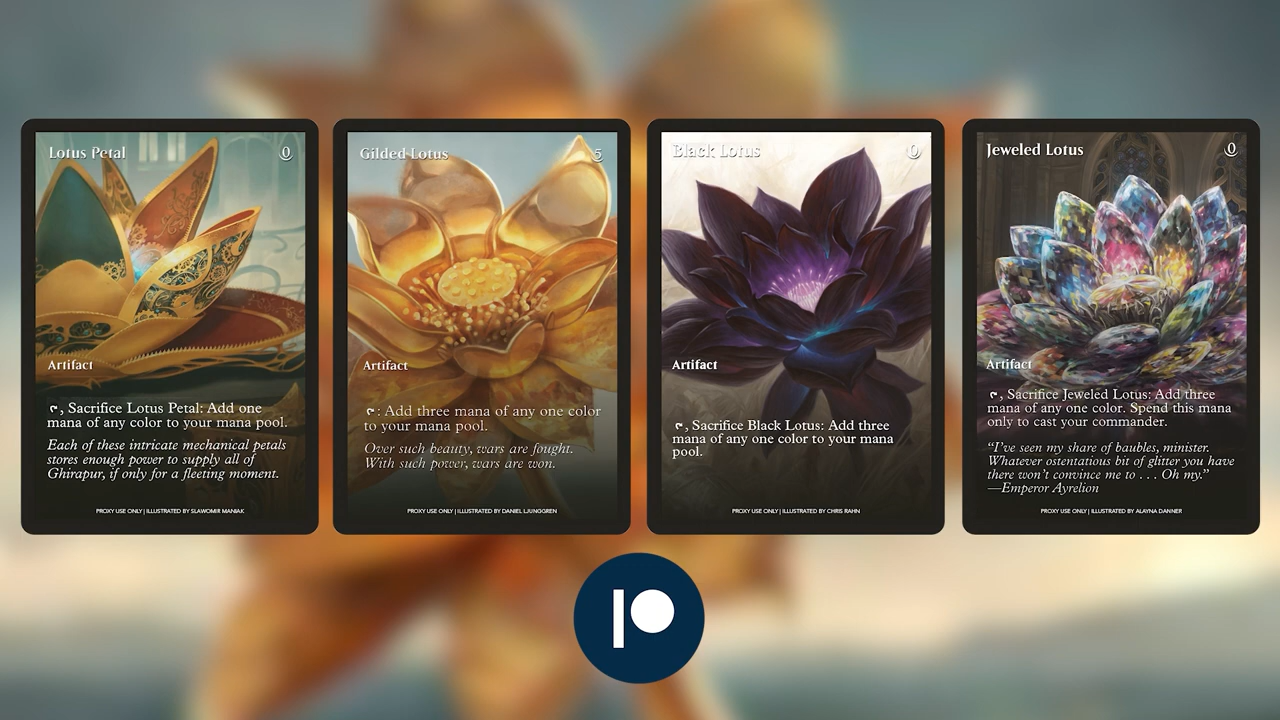 Lotus Petal 0
Artifact
, Sacrifice Lotus Petal: Add one
mana of any color to your mana pool.
Each of these intricate mechanical petals
stores enough power to supply all of
Ghirapur, if only for a fleeting moment.
PROXY USE ONLY | ILLUSTRATED BY SLAWOMIR MANIAK
Gilded Lotus 5
Artifact
: Add three mana of any one color
to your mana pool.
Over such beauty, wars are fought.
With such power, wars are won.
PROXY USE ONLY | ILLUSTRATED BY DANIEL LJUNGGREN
Black Lotus 0
Artifact
, Sacrifice Black Lotus: Add three
mana of any one color to your mana
pool.
PROXY USE ONLY | ILLUSTRATED BY CHRIS RAHN
Jeweled Lotus 0
Artifact
, Sacrifice Jeweled Lotus: Add three
mana of any one color. Spend this mana
only to cast your commander.
“I’ve seen my share of baubles, minister.
Whatever ostentatious bit of glitter you have
there won’t convince me to . . . Oh my.”
—Emperor Ayrelion
PROXY USE ONLY | ILLUSTRATED BY ALAYNA DANNER